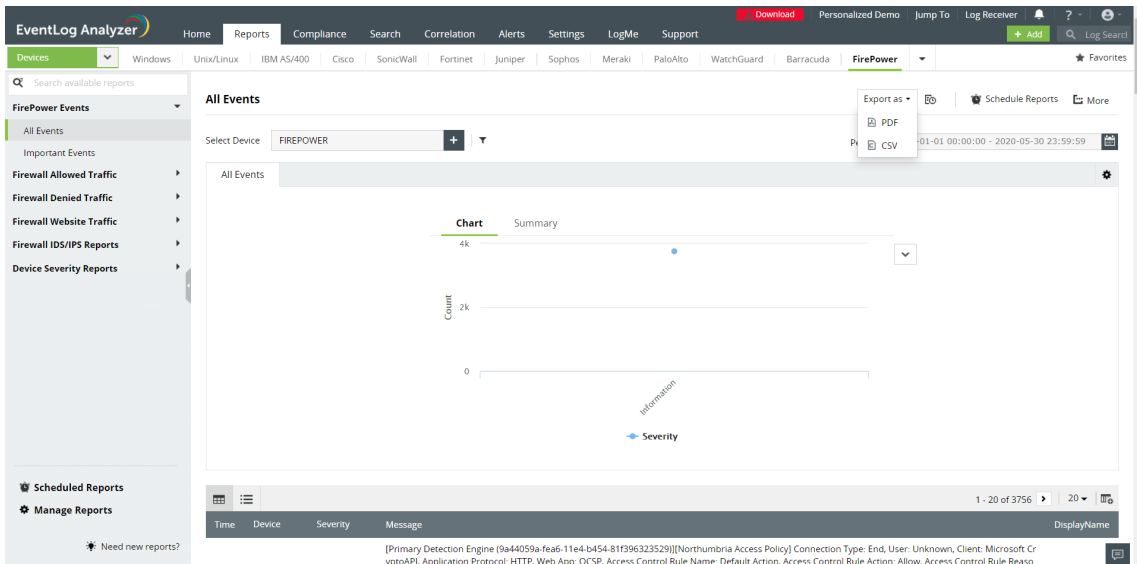 Download Personalized Demo Jump To Log Receiver ?
EventLog Analyzer Home Reports Compliance Search Correlation Alerts Settings LogMe Support + Add Log Searcl
Devices Windows Unix/Linux IBM AS/400 Cisco SonicWall Fortinet Juniper Sophos Meraki PaloAlto WatchGuard Barracuda FirePower Favorites
Search available reports
FirePower Events
All Events
Important Events
Firewall Allowed Traffic
Firewall Denied Traffic
Firewall Website Traffic
Firewall IDS/IPS Reports
Device Severity Reports
Scheduled Reports
Manage Reports
Need new reports?
All Events
Export as Schedule Reports More
PDF
CSV
Select Device FIREPOWER +
-01-01 00:00:00 - 2020-05-30 23:59:59
All Events
Chart Summary
4k
2k
0
Count
Information
Severity
1 - 20 of 3756 20
Time Device Severity Message DisplayName
[Primary Detection Engine (9a44059a-fea6-11e4-b454-81f396323529)][Northumbria Access Policy] Connection Type: End, User: Unknown, Client: Microsoft Cr
yptoAPI, Application Protocol: HTTP, Web App: OCSP, Access Control Rule Name: Default Action, Access Control Rule Action: Allow, Access Control Rule Reaso